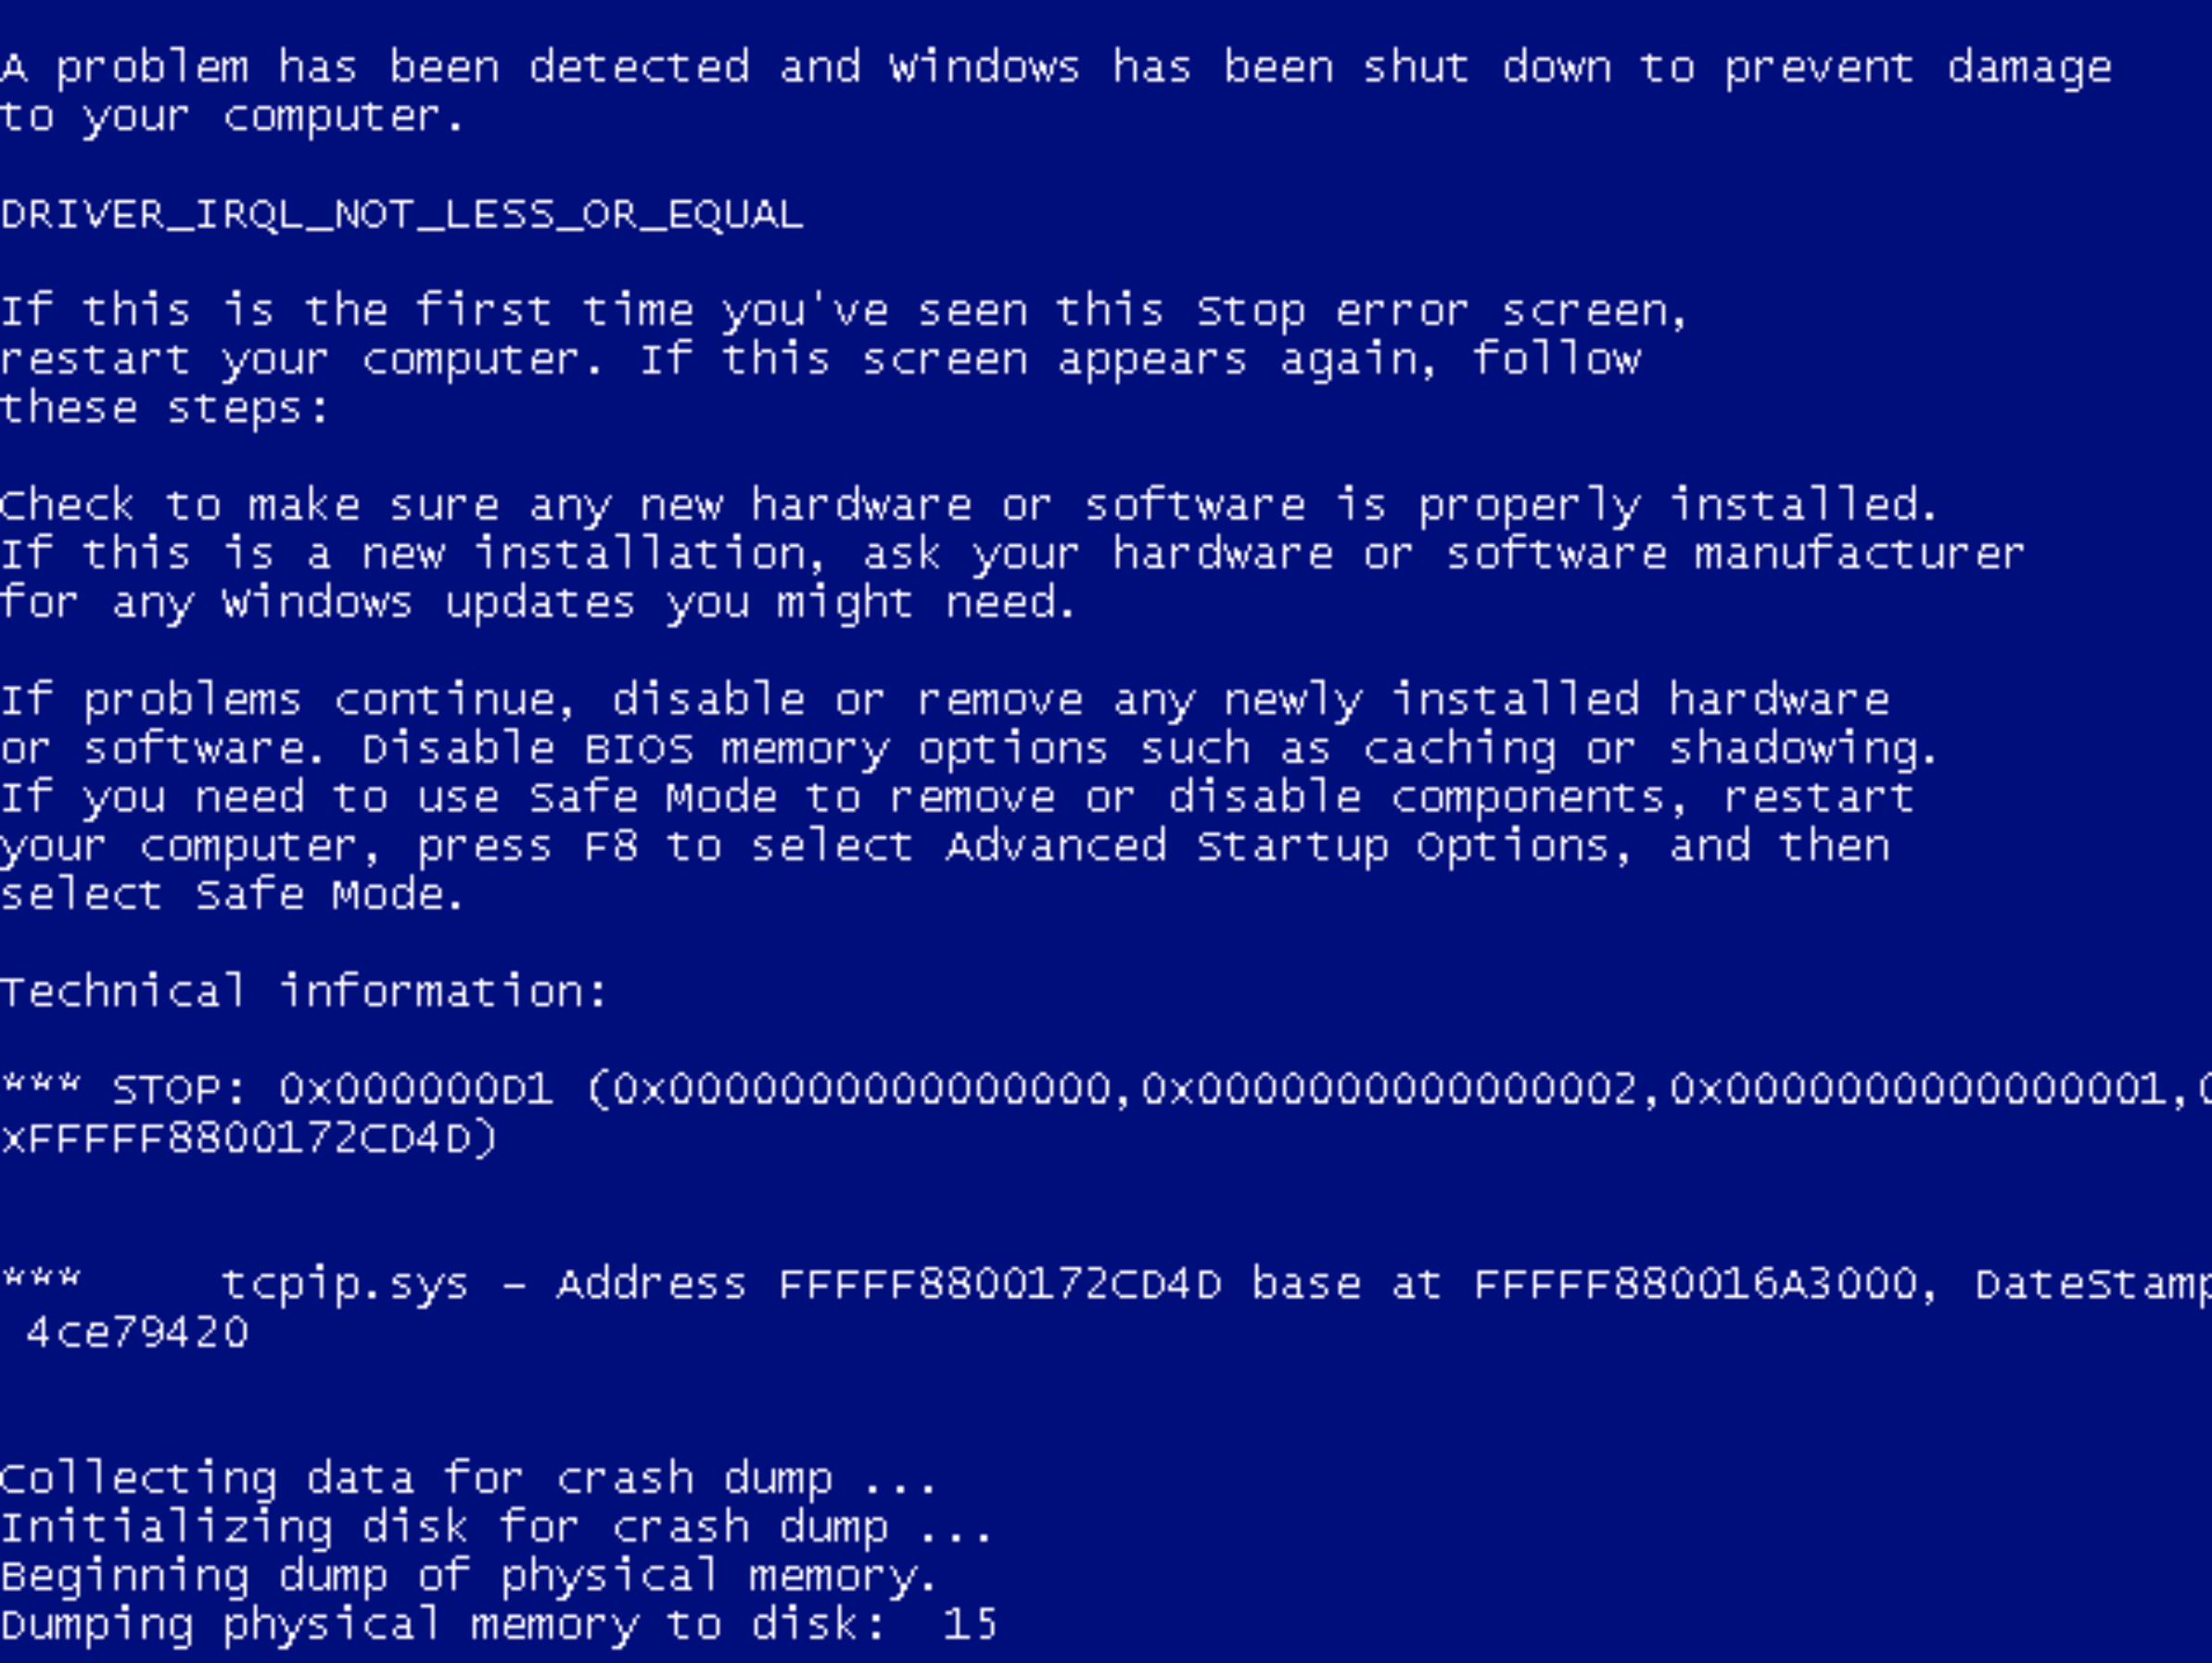 A problem has been detected and Windows has been shut down to prevent damage
to your computer.
DRIVER_IRQL_NOT_LESS_OR_EQUAL
If this is the first time you've seen this Stop error screen,
restart your computer. If this screen appears again, follow
these steps:
Check to make sure any new hardware or software is properly installed.
If this is a new installation, ask your hardware or software manufacturer
for any Windows updates you might need.
If problems continue, disable or remove any newly installed hardware
or software. Disable BIOS memory options such as caching or shadowing.
If you need to use Safe Mode to remove or disable components, restart
your computer, press F8 to select Advanced Startup Options, and then
select Safe Mode.
Technical information:
*** STOP: 0x000000D1 (0x0000000000000000,0x0000000000000002,0x0000000000000001,0
xFFFFF8800172CD4D)
***     tcpip.sys - Address FFFFF8800172CD4D base at FFFFF880016A3000, DateStamp
 4ce79420
Collecting data for crash dump ...
Initializing disk for crash dump ...
Beginning dump of physical memory.
Dumping physical memory to disk:  15